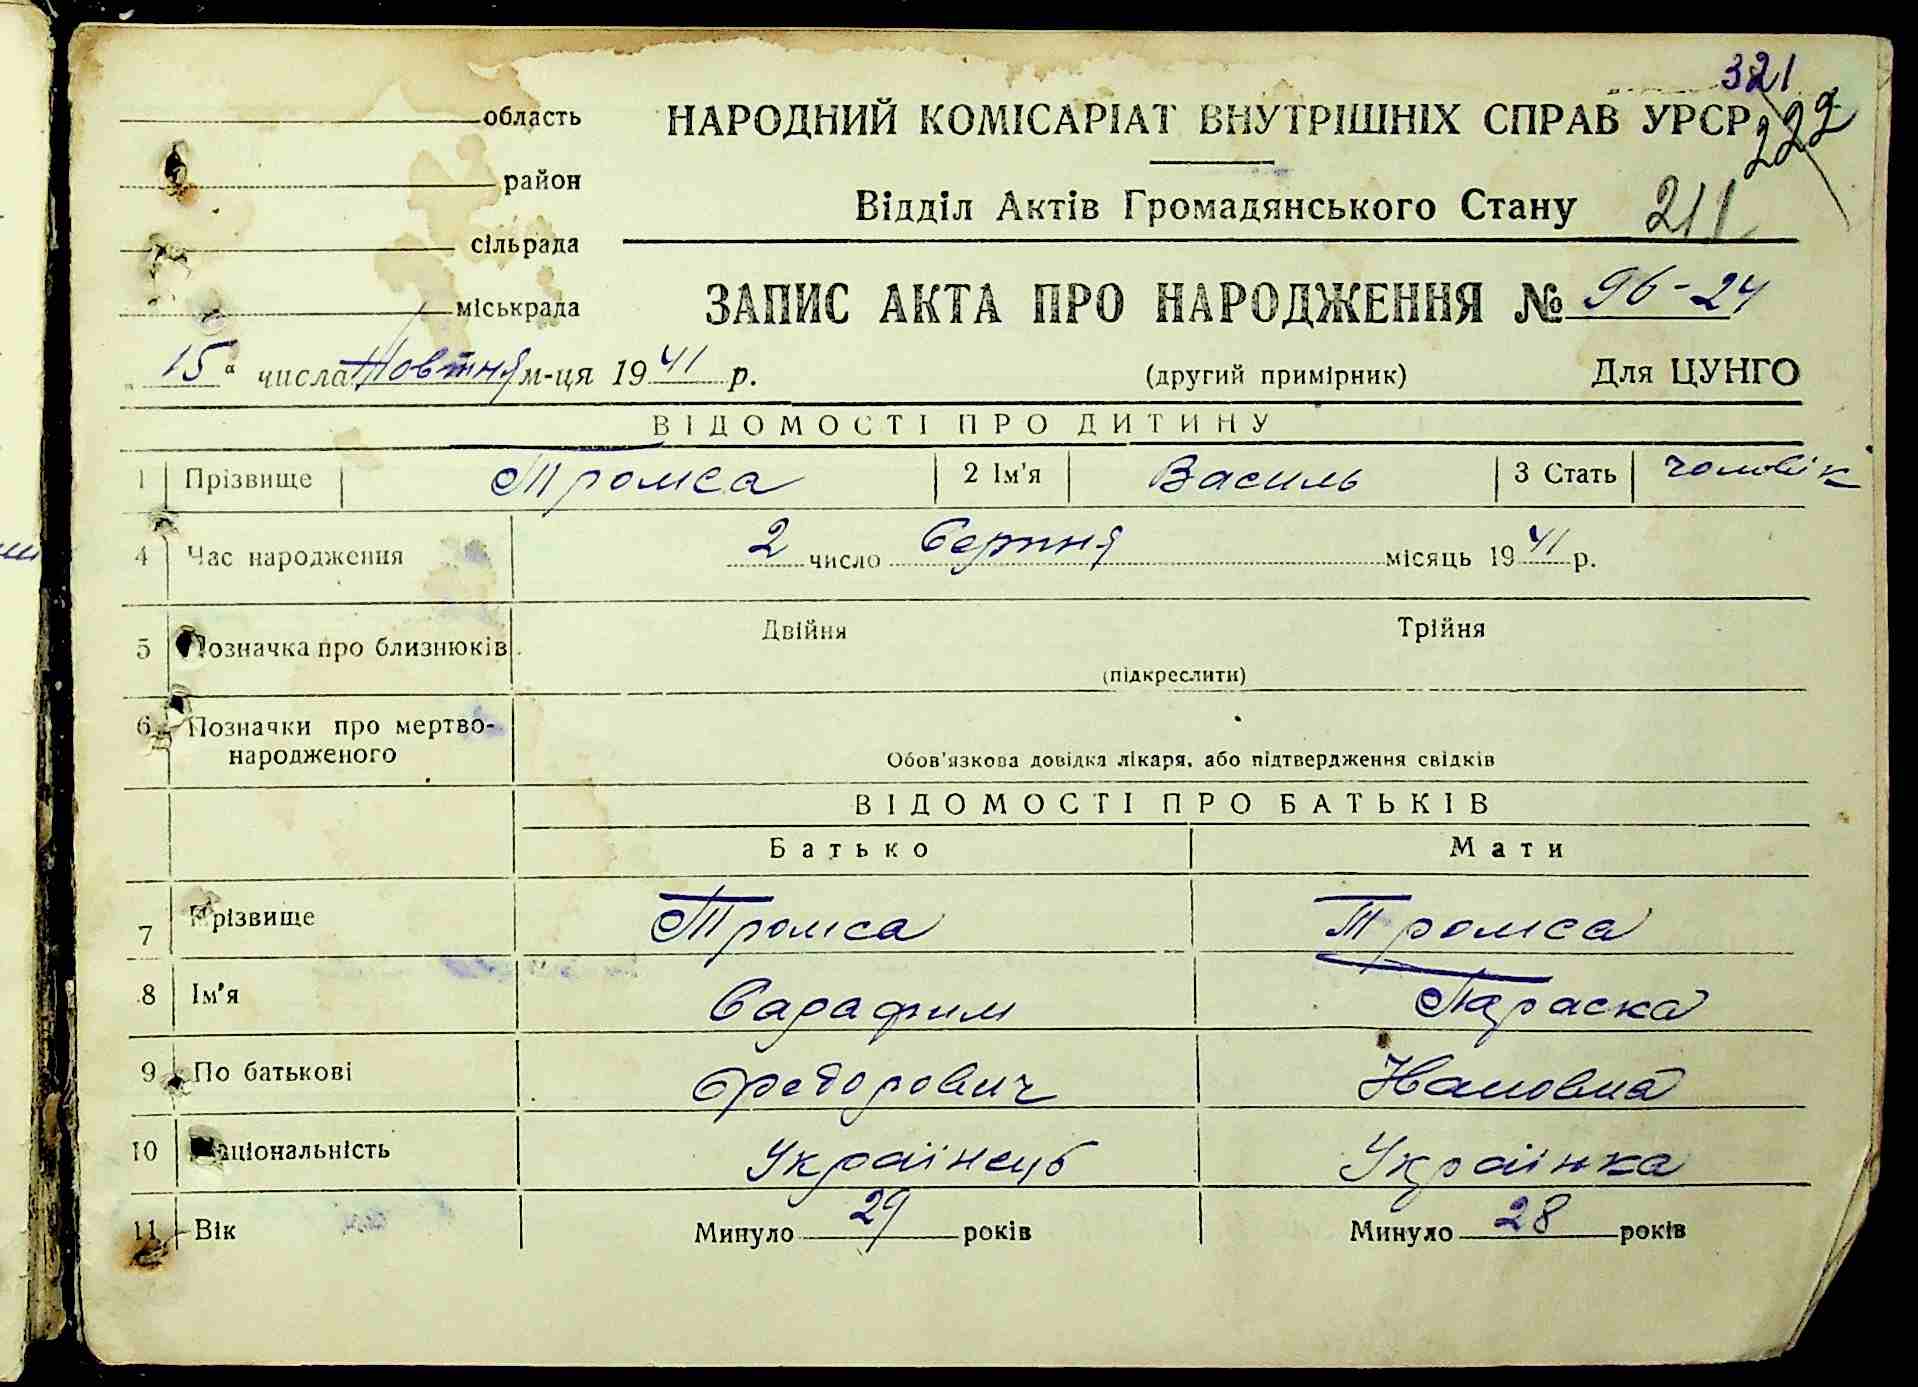 321
область НАРОДНИЙ КОМІСАРІАТ ВНУТРІШНІХ СПРАВ УРСР 222
район
Відділ Актів Громадянського Стану 211
сільрада
міськрада ЗАПИС АКТА ПРО НАРОДЖЕННЯ № 96-24
„15“ числа Жовтня м-ця 1941 р. (другий примірник) Для ЦУНГО
ВІДОМОСТІ ПРО ДИТИНУ
1 Прізвище Тромса 2 Ім'я Василь 3 Стать чоловік
4 Час народження 2 число Серпня місяць 1941 р.
5 Позначка про близнюків Двійня Трійня
(підкреслити)
6 Позначки про мертво-
народженого Обов'язкова довідка лікаря, або підтвердження свідків
ВІДОМОСТІ ПРО БАТЬКІВ
Батько Мати
7 Прізвище Тромса Тромса
8 Ім'я Сарафим Параска
9 По батькові Федорович Ивановна
10 Національність Українець Українка
11 Вік Минуло 29 років Минуло 28 років